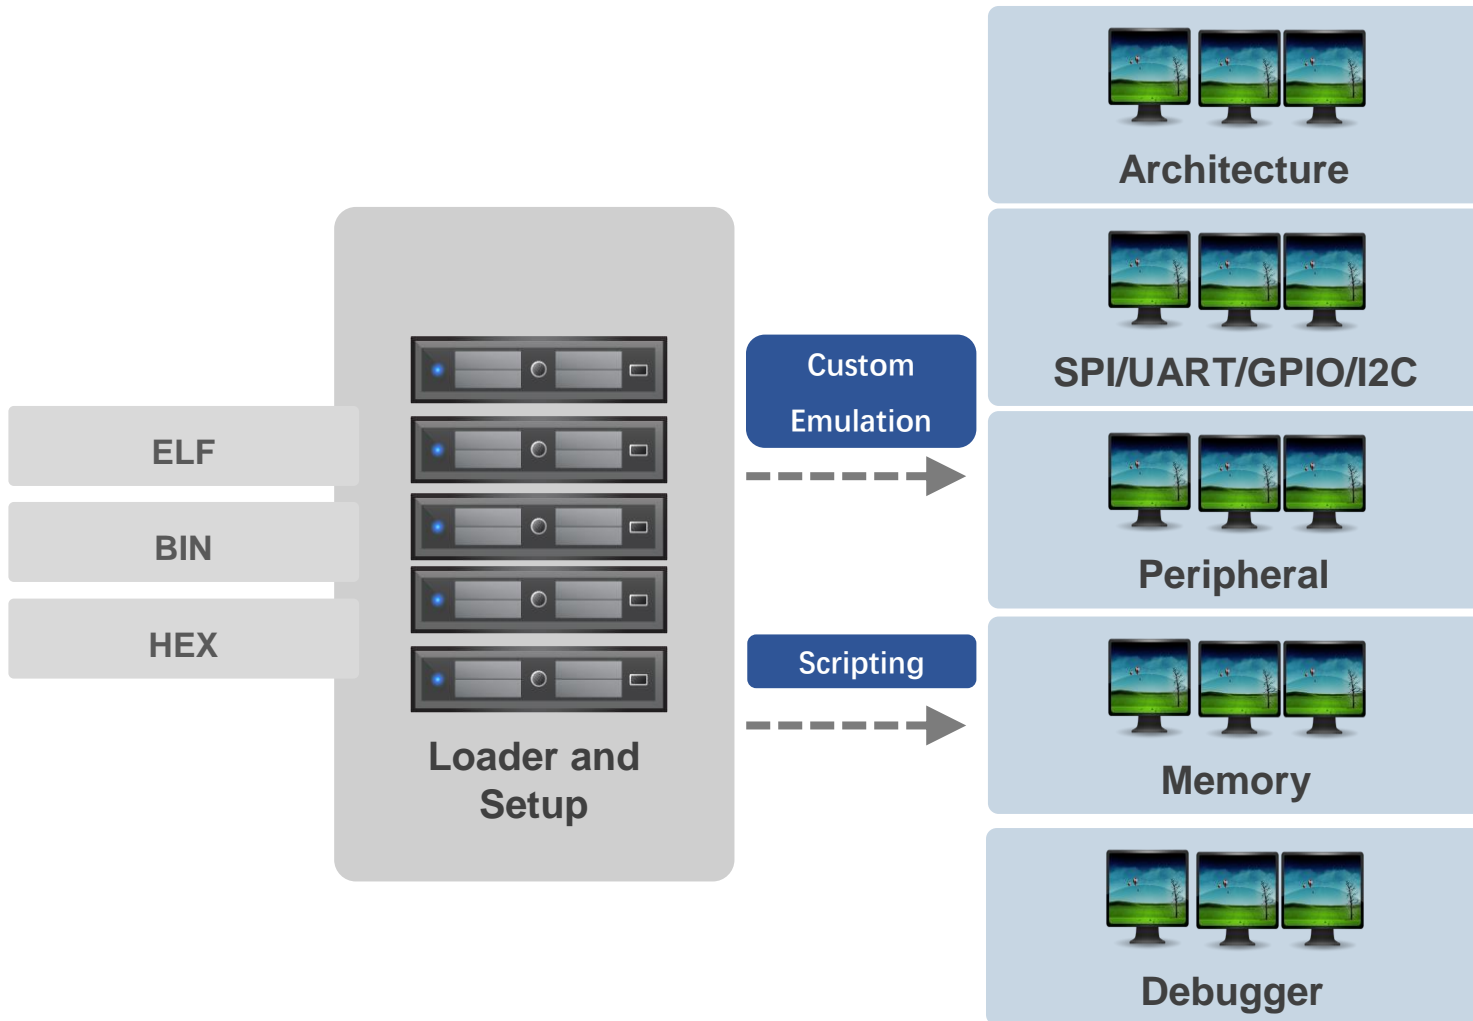 ELF
BIN
HEX
Loader and
Setup
Custom
Emulation
Scripting
Architecture
SPI/UART/GPIO/I2C
Peripheral
Memory
Debugger